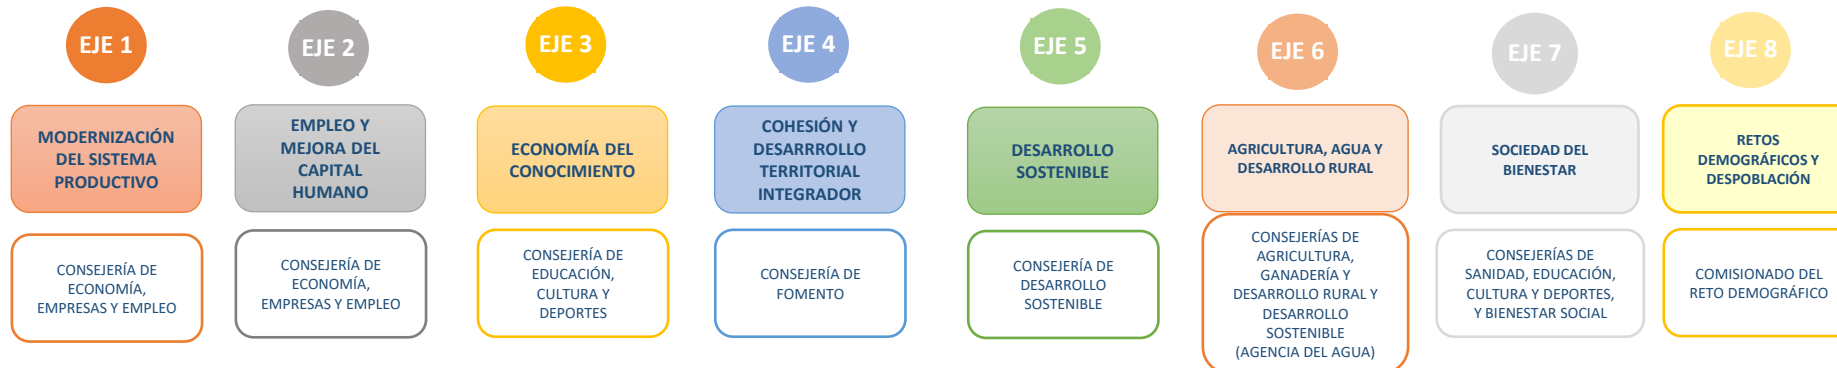 EJE 1
MODERNIZACIÓN
DEL SISTEMA
PRODUCTIVO
CONSEJERÍA DE
ECONOMÍA,
EMPRESAS Y EMPLEO
EJE 2
EMPLEO Y
MEJORA DEL
CAPITAL
HUMANO
CONSEJERÍA DE
ECONOMÍA,
EMPRESAS Y EMPLEO
EJE 3
ECONOMÍA DEL
CONOCIMIENTO
CONSEJERÍA DE
EDUCACIÓN,
CULTURA Y
DEPORTES
EJE 4
COHESIÓN Y
DESARRROLLO
TERRITORIAL
INTEGRADOR
CONSEJERÍA DE
FOMENTO
EJE 5
DESARROLLO
SOSTENIBLE
CONSEJERÍA DE
DESARROLLO
SOSTENIBLE
EJE 6
AGRICULTURA, AGUA Y
DESARROLLO RURAL
CONSEJERÍAS DE
AGRICULTURA,
GANADERÍA Y
DESARROLLO RURAL Y
DESARROLLO
SOSTENIBLE
(AGENCIA DEL AGUA)
EJE 7
SOCIEDAD DEL
BIENESTAR
CONSEJERÍAS DE
SANIDAD, EDUCACIÓN,
CULTURA Y DEPORTES,
Y BIENESTAR SOCIAL
EJE 8
RETOS
DEMOGRÁFICOS Y
DESPOBLACIÓN
COMISIONADO DEL
RETO DEMOGRÁFICO